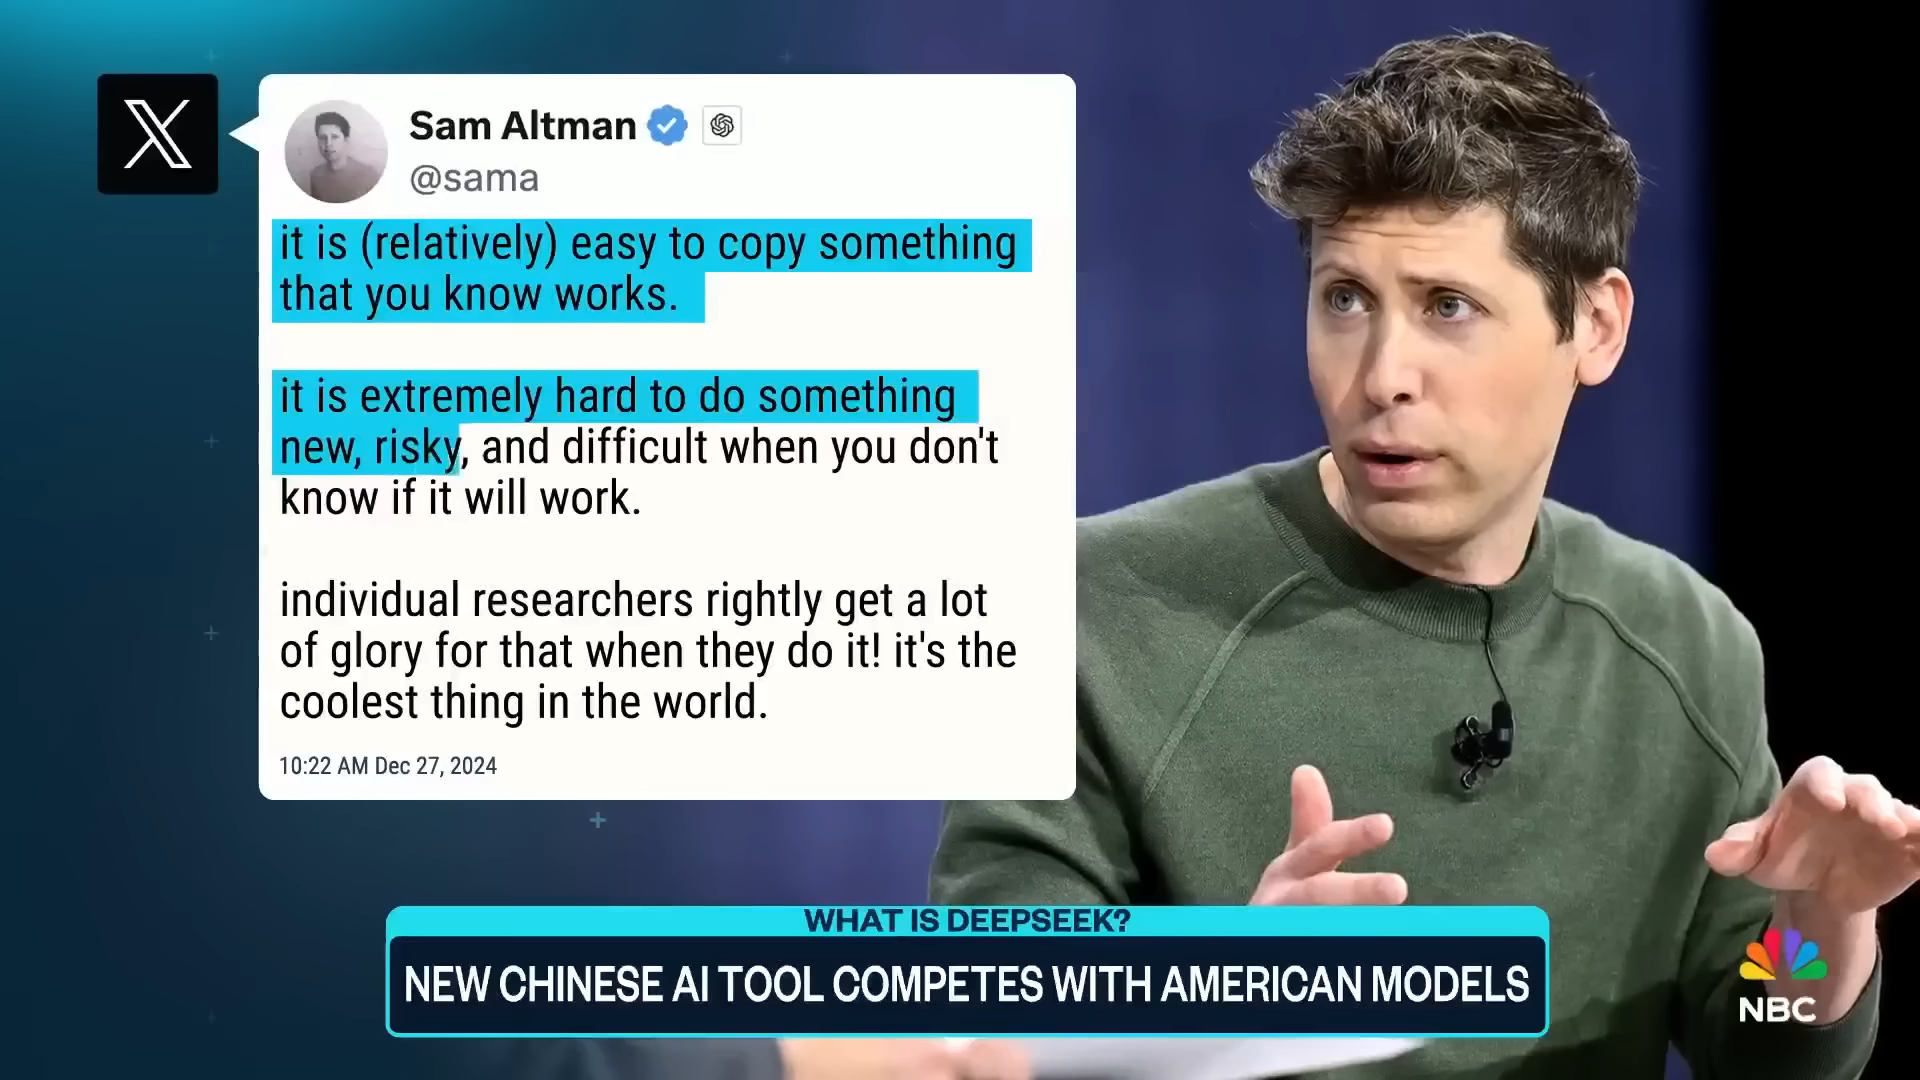 Sam Altman
@sama
it is (relatively) easy to copy something
that you know works.
it is extremely hard to do something
new, risky, and difficult when you don't
know if it will work.
individual researchers rightly get a lot
of glory for that when they do it! it's the
coolest thing in the world.
10:22 AM Dec 27, 2024
WHAT IS DEEPSEEK?
NEW CHINESE AI TOOL COMPETES WITH AMERICAN MODELS
NBC